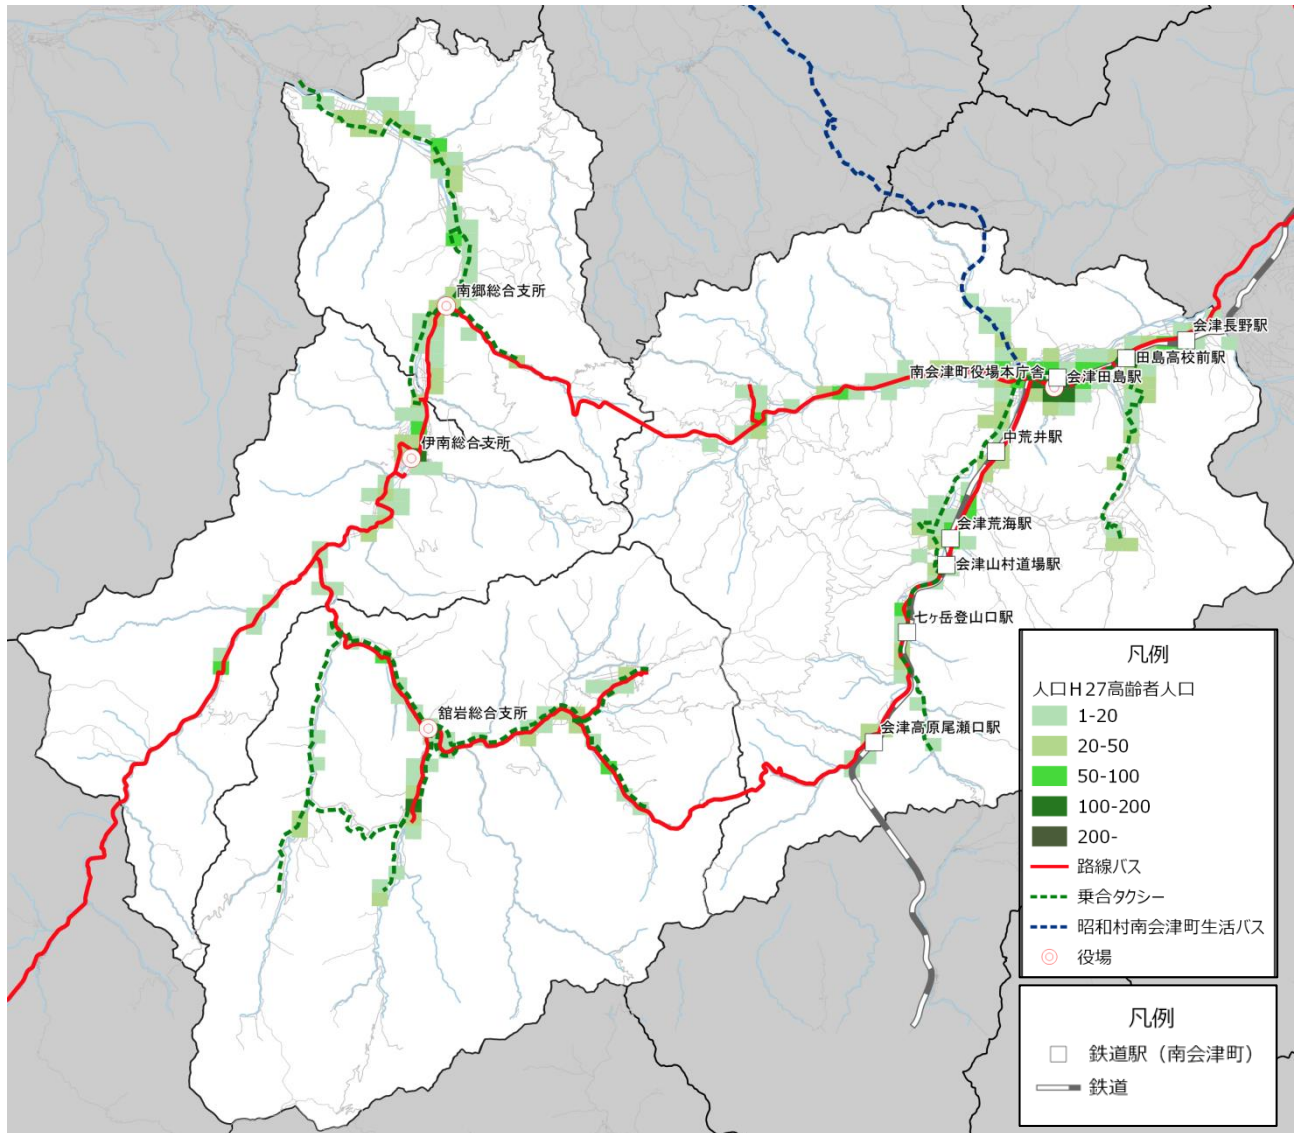 南郷総合支所
会津長野駅
田島高校前駅
南会津町役場本庁舎
会津田島駅
中荒井駅
伊南総合支所
会津荒海駅
会津山村道場駅
七ヶ岳登山口駅
舘岩総合支所
会津高原尾瀬口駅
凡例
人口H27高齢者人口
1-20
20-50
50-100
100-200
200-
路線バス
乗合タクシー
昭和村南会津町生活バス
役場
凡例
鉄道駅（南会津町）
鉄道